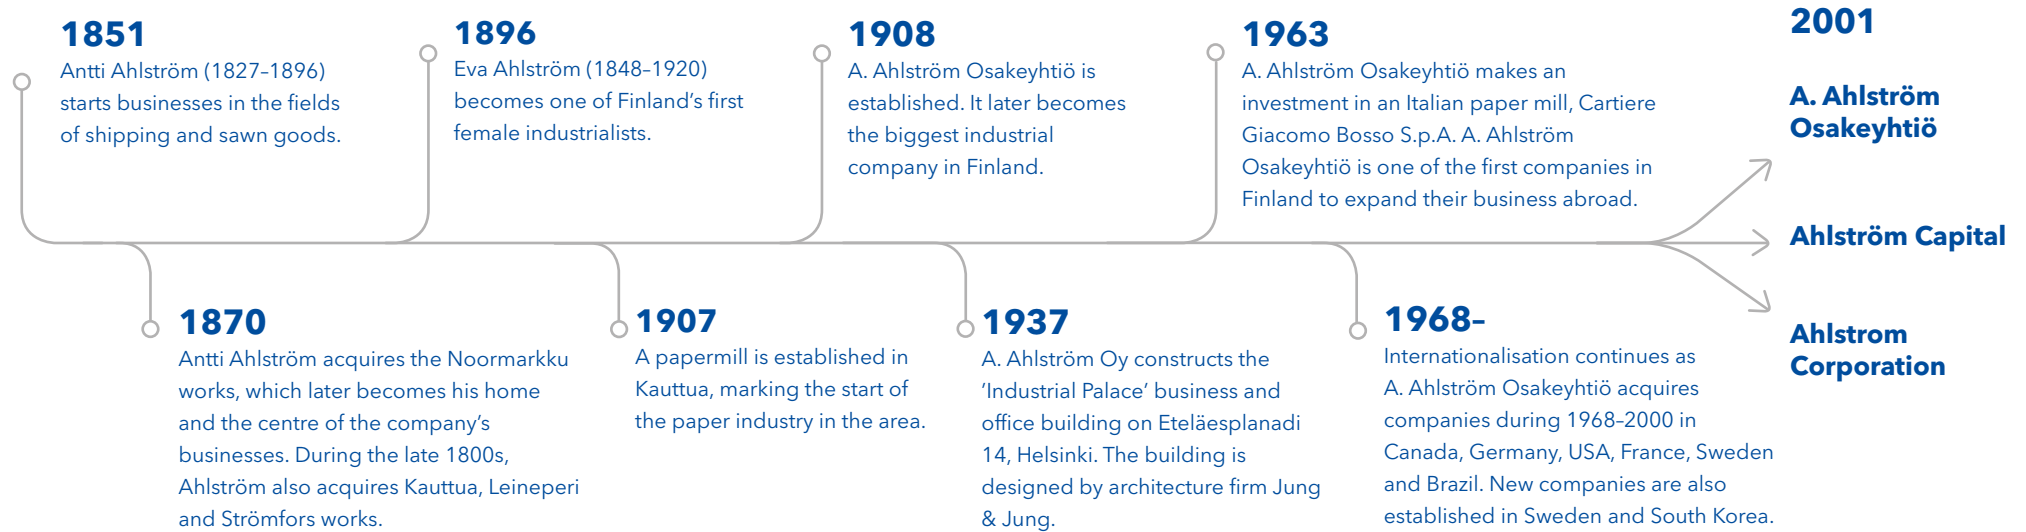 1851
Antti Ahlström (1827–1896)
starts businesses in the fields
of shipping and sawn goods.
1896
Eva Ahlström (1848–1920)
becomes one of Finland’s first
female industrialists.
1908
A. Ahlström Osakeyhtiö is
established. It later becomes
the biggest industrial
company in Finland.
1963
A. Ahlström Osakeyhtiö makes an
investment in an Italian paper mill, Cartiere
Giacomo Bosso S.p.A. A. Ahlström
Osakeyhtiö is one of the first companies in
Finland to expand their business abroad.
2001
A. Ahlström
Osakeyhtiö
Ahlström Capital
Ahlstrom
Corporation
1870
Antti Ahlström acquires the Noormarkku
works, which later becomes his home
and the centre of the company’s
businesses. During the late 1800s,
Ahlström also acquires Kauttua, Leineperi
and Strömfors works.
1907
A papermill is established in
Kauttua, marking the start of
the paper industry in the area.
1937
A. Ahlström Oy constructs the
’Industrial Palace’ business and
office building on Eteläesplanadi
14, Helsinki. The building is
designed by architecture firm Jung
& Jung.
1968–
Internationalisation continues as
A. Ahlström Osakeyhtiö acquires
companies during 1968–2000 in
Canada, Germany, USA, France, Sweden
and Brazil. New companies are also
established in Sweden and South Korea.